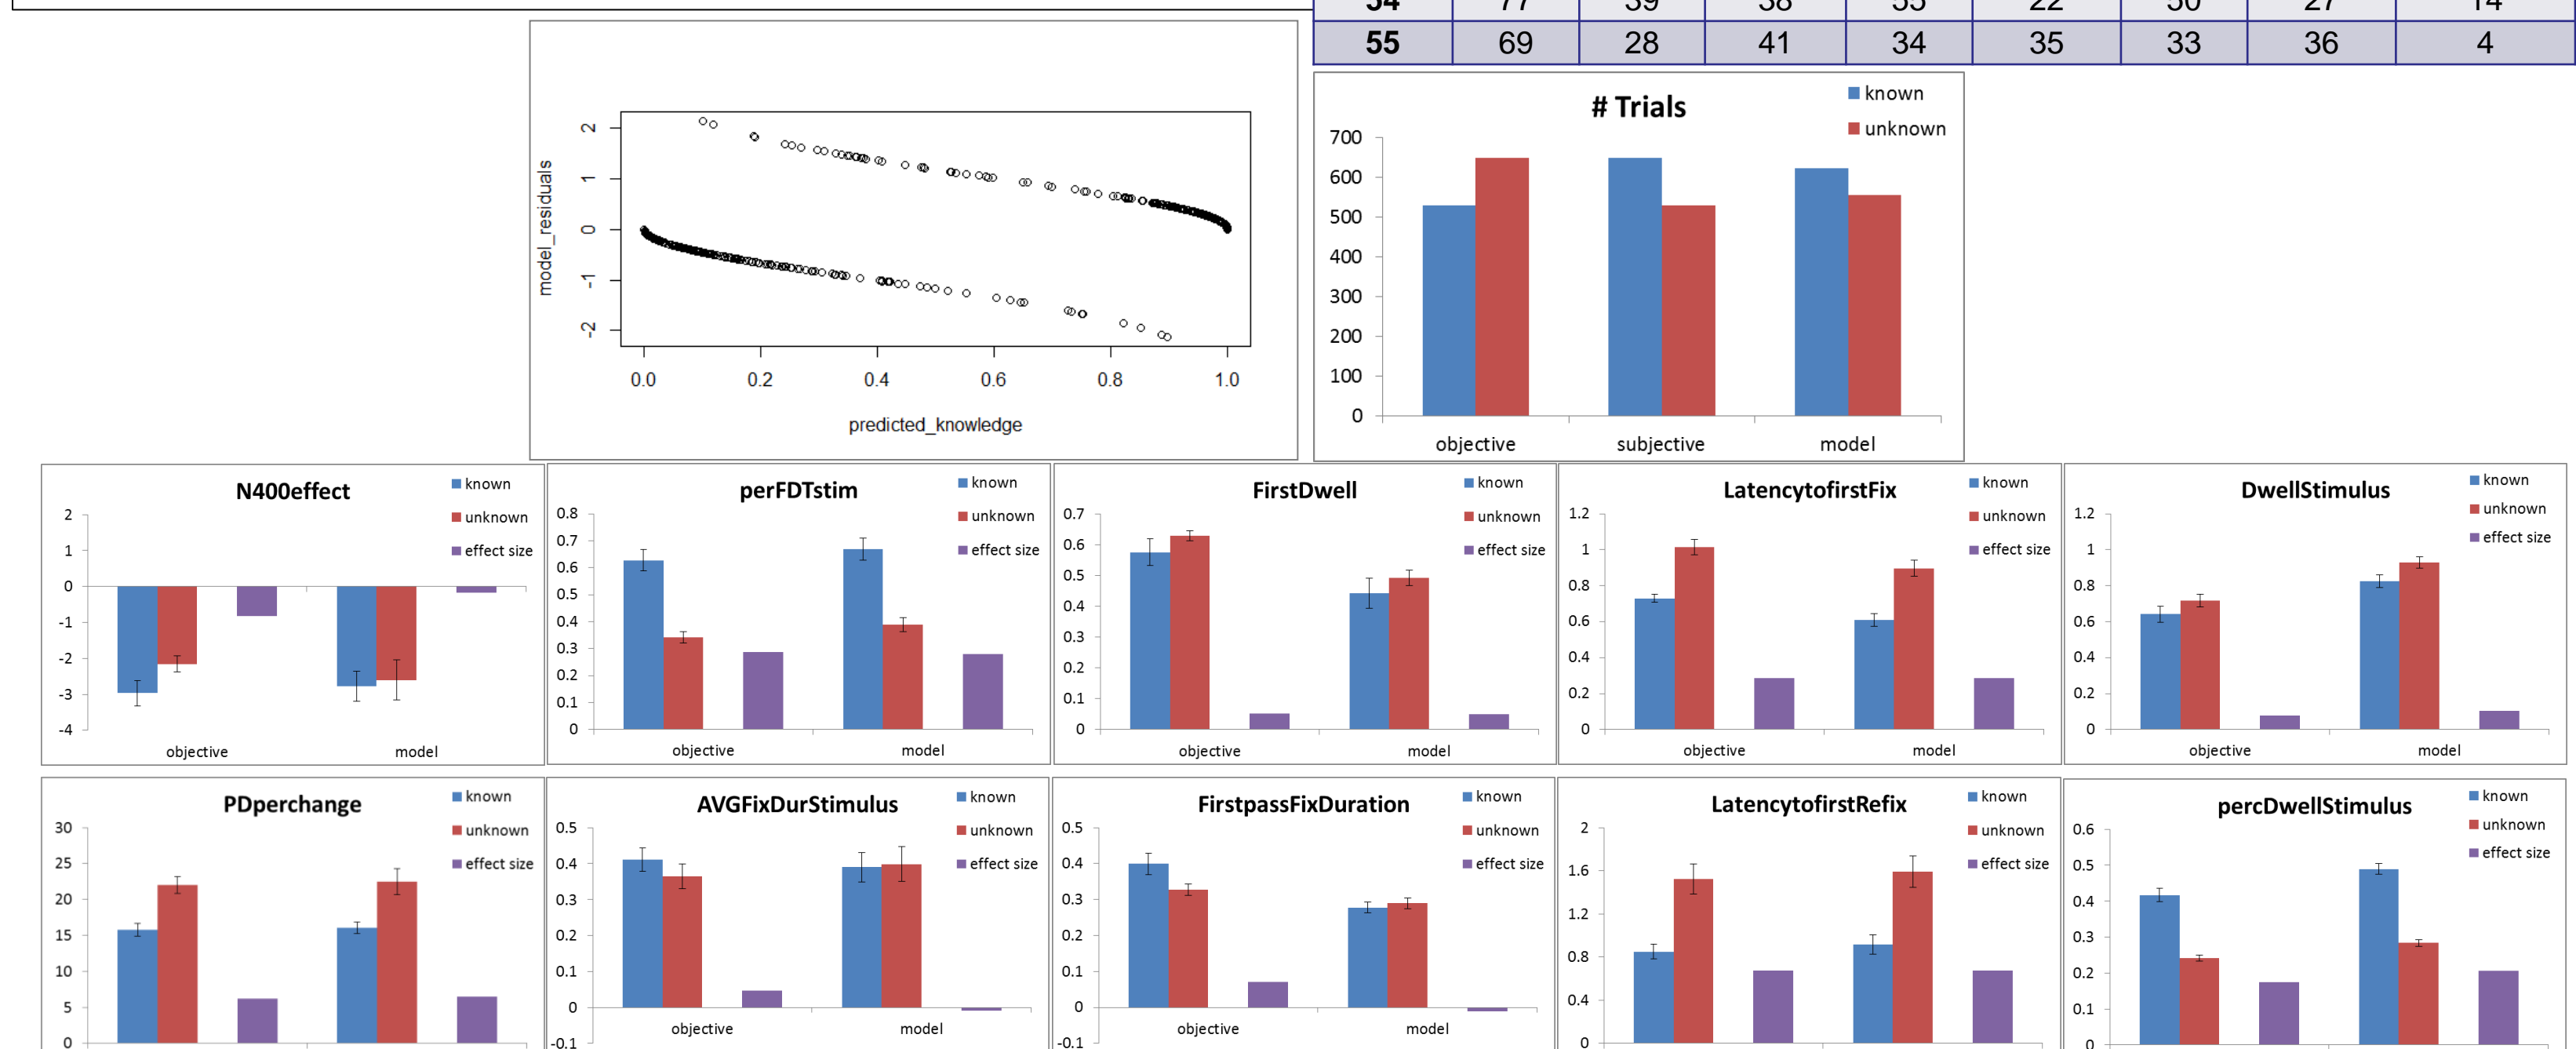 54 77 39 38 55 22 50 27 14
55 69 28 41 34 35 33 36 4
model_residuals
2
1
0
-1
-2
0.0 0.2 0.4 0.6 0.8 1.0
predicted_knowledge
# Trials
known
unknown
700
600
500
400
300
200
100
0
objective subjective model
N400effect
known
unknown
effect size
2
1
0
-1
-2
-3
-4
objective model
perFDTstim
known
unknown
effect size
0.8
0.7
0.6
0.5
0.4
0.3
0.2
0.1
0
objective model
FirstDwell
known
unknown
effect size
0.7
0.6
0.5
0.4
0.3
0.2
0.1
0
objective model
LatencytofirstFix
known
unknown
effect size
1.2
1
0.8
0.6
0.4
0.2
0
objective model
DwellStimulus
known
unknown
effect size
1.2
1
0.8
0.6
0.4
0.2
0
objective model
PDperchange
known
unknown
effect size
30
25
20
15
10
5
0
AVGFixDurStimulus
known
unknown
effect size
0.5
0.4
0.3
0.2
0.1
0
-0.1
objective model
FirstpassFixDuration
known
unknown
effect size
0.5
0.4
0.3
0.2
0.1
0
-0.1
objective model
LatencytofirstRefix
known
unknown
effect size
2
1.6
1.2
0.8
0.4
0
percDwellStimulus
known
unknown
effect size
0.6
0.5
0.4
0.3
0.2
0.1
0